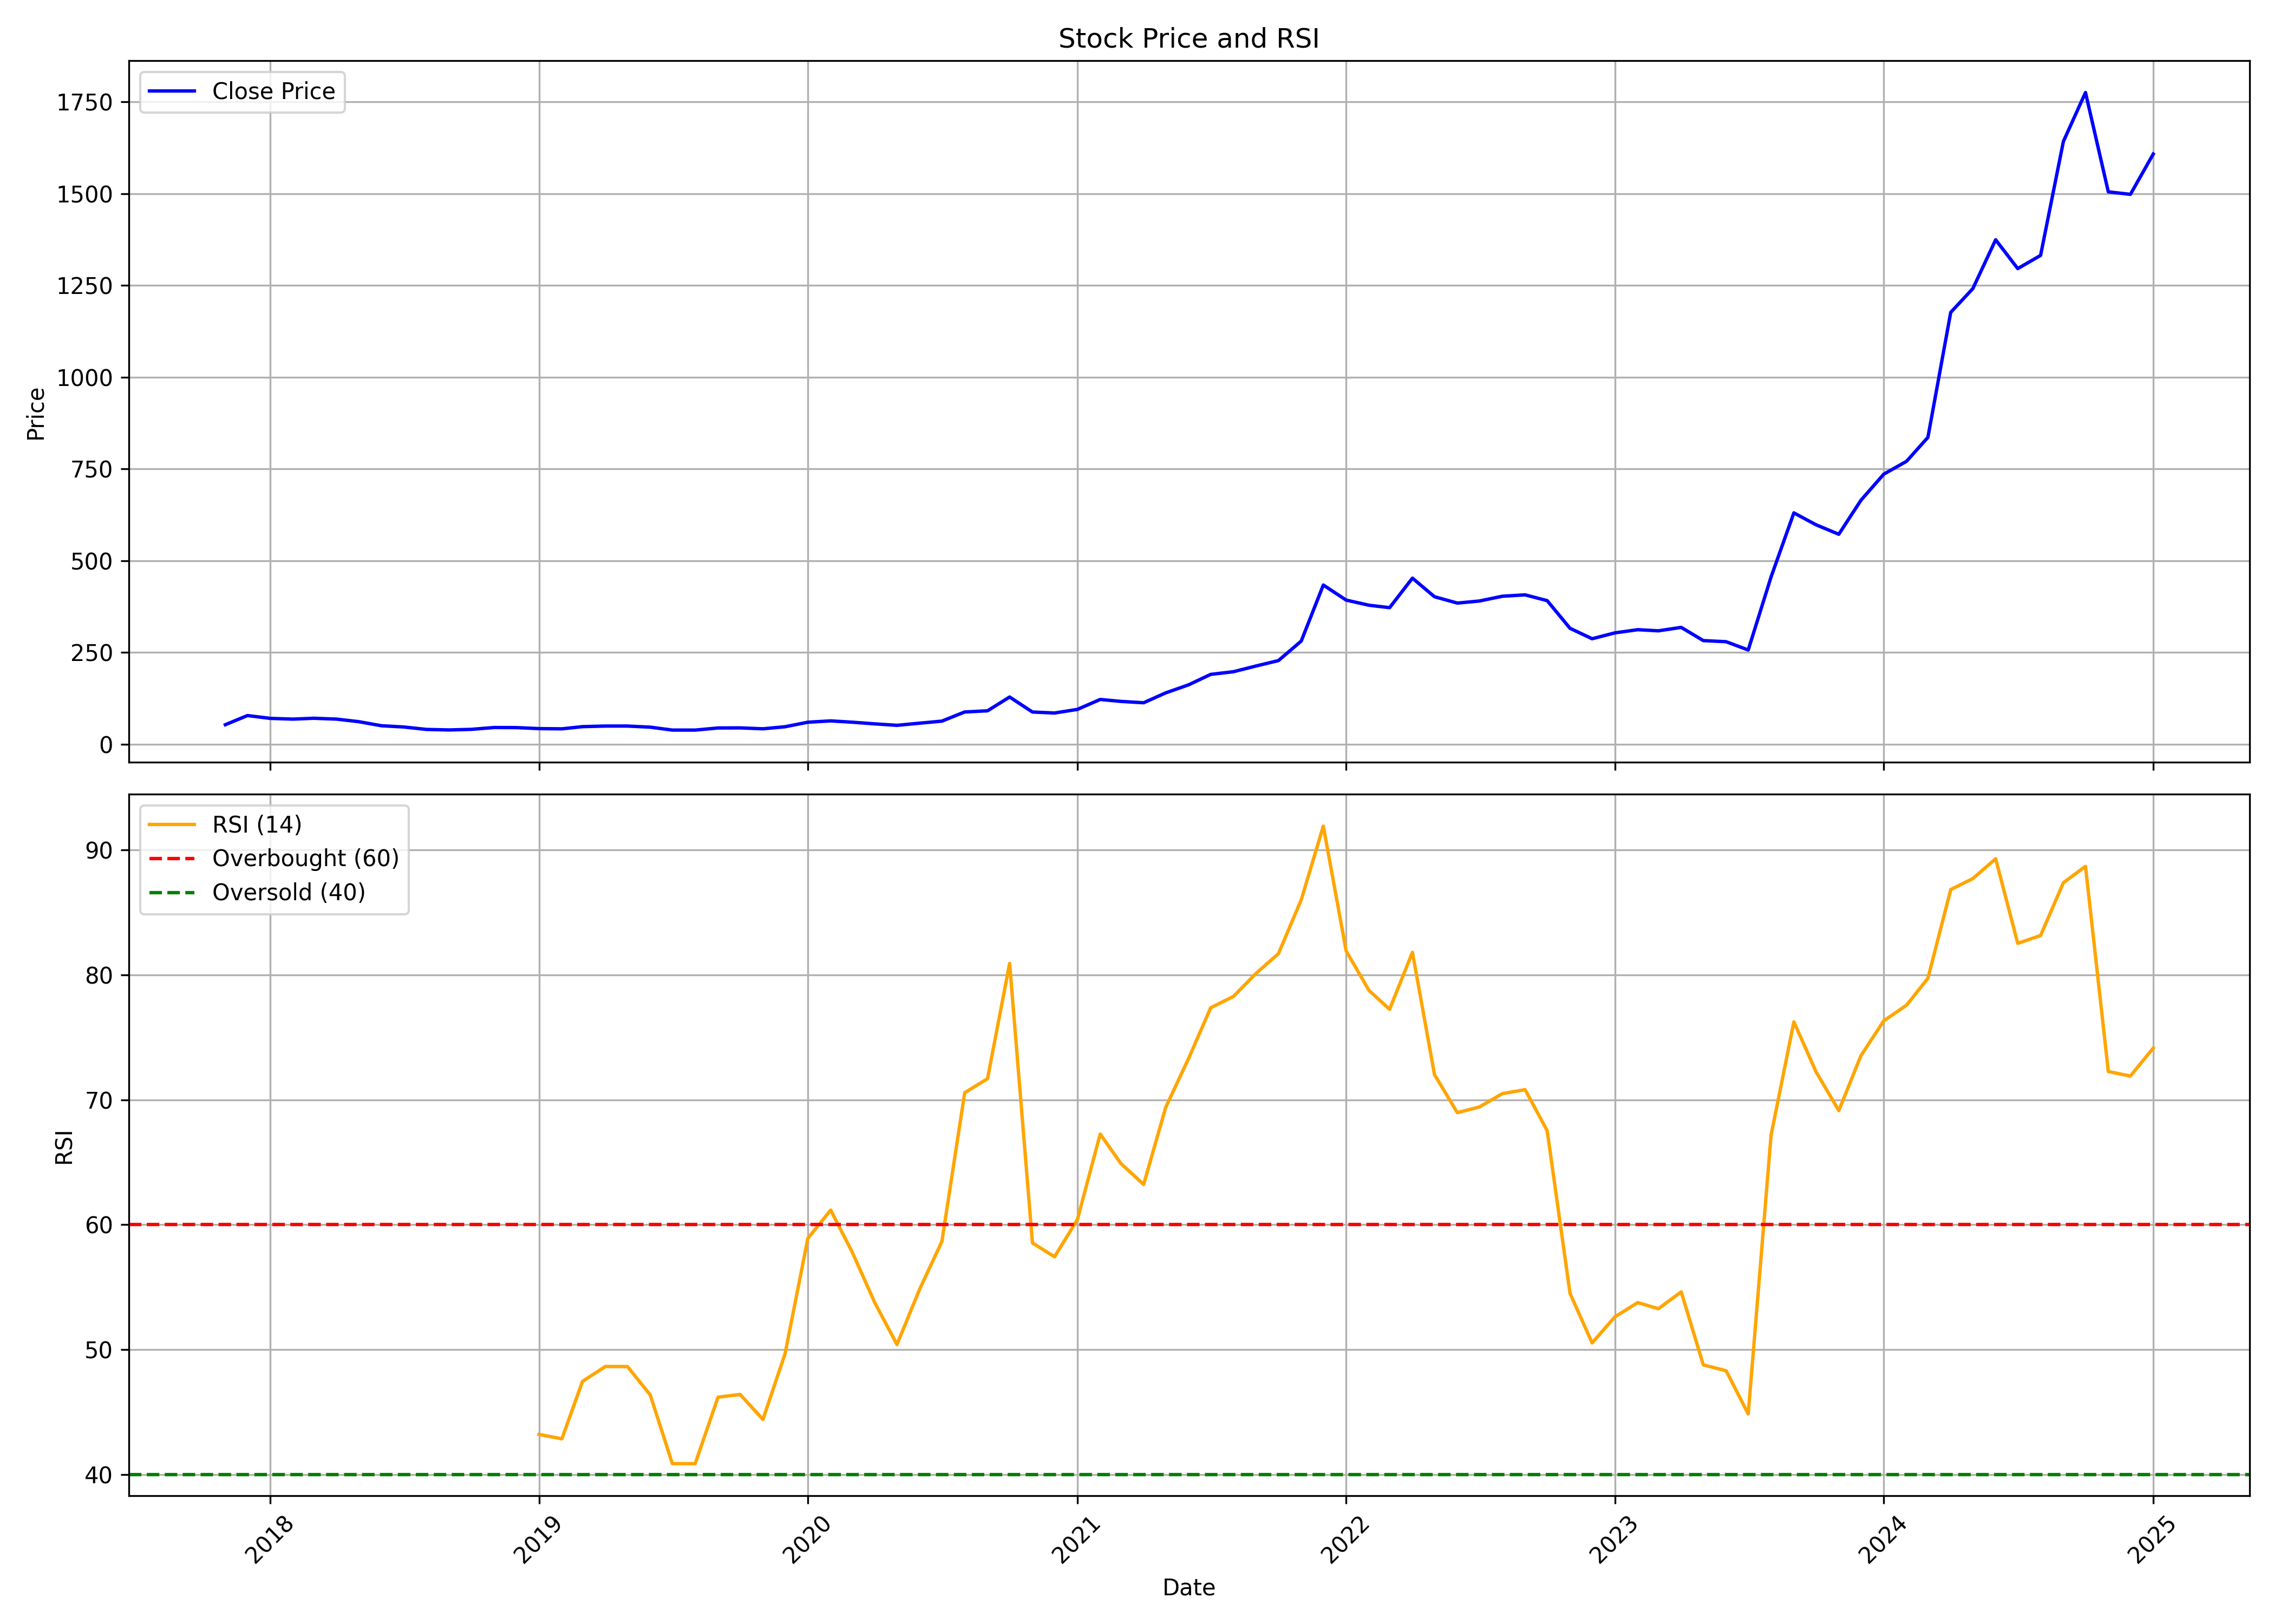 Stock Price and RSI
Close Price
1750
1500
1250
1000
750
500
250
0
Price
RSI (14)
Overbought (60)
Oversold (40)
90
80
70
60
50
40
RSI
2018
2019
2020
2021
2022
2023
2024
2025
Date